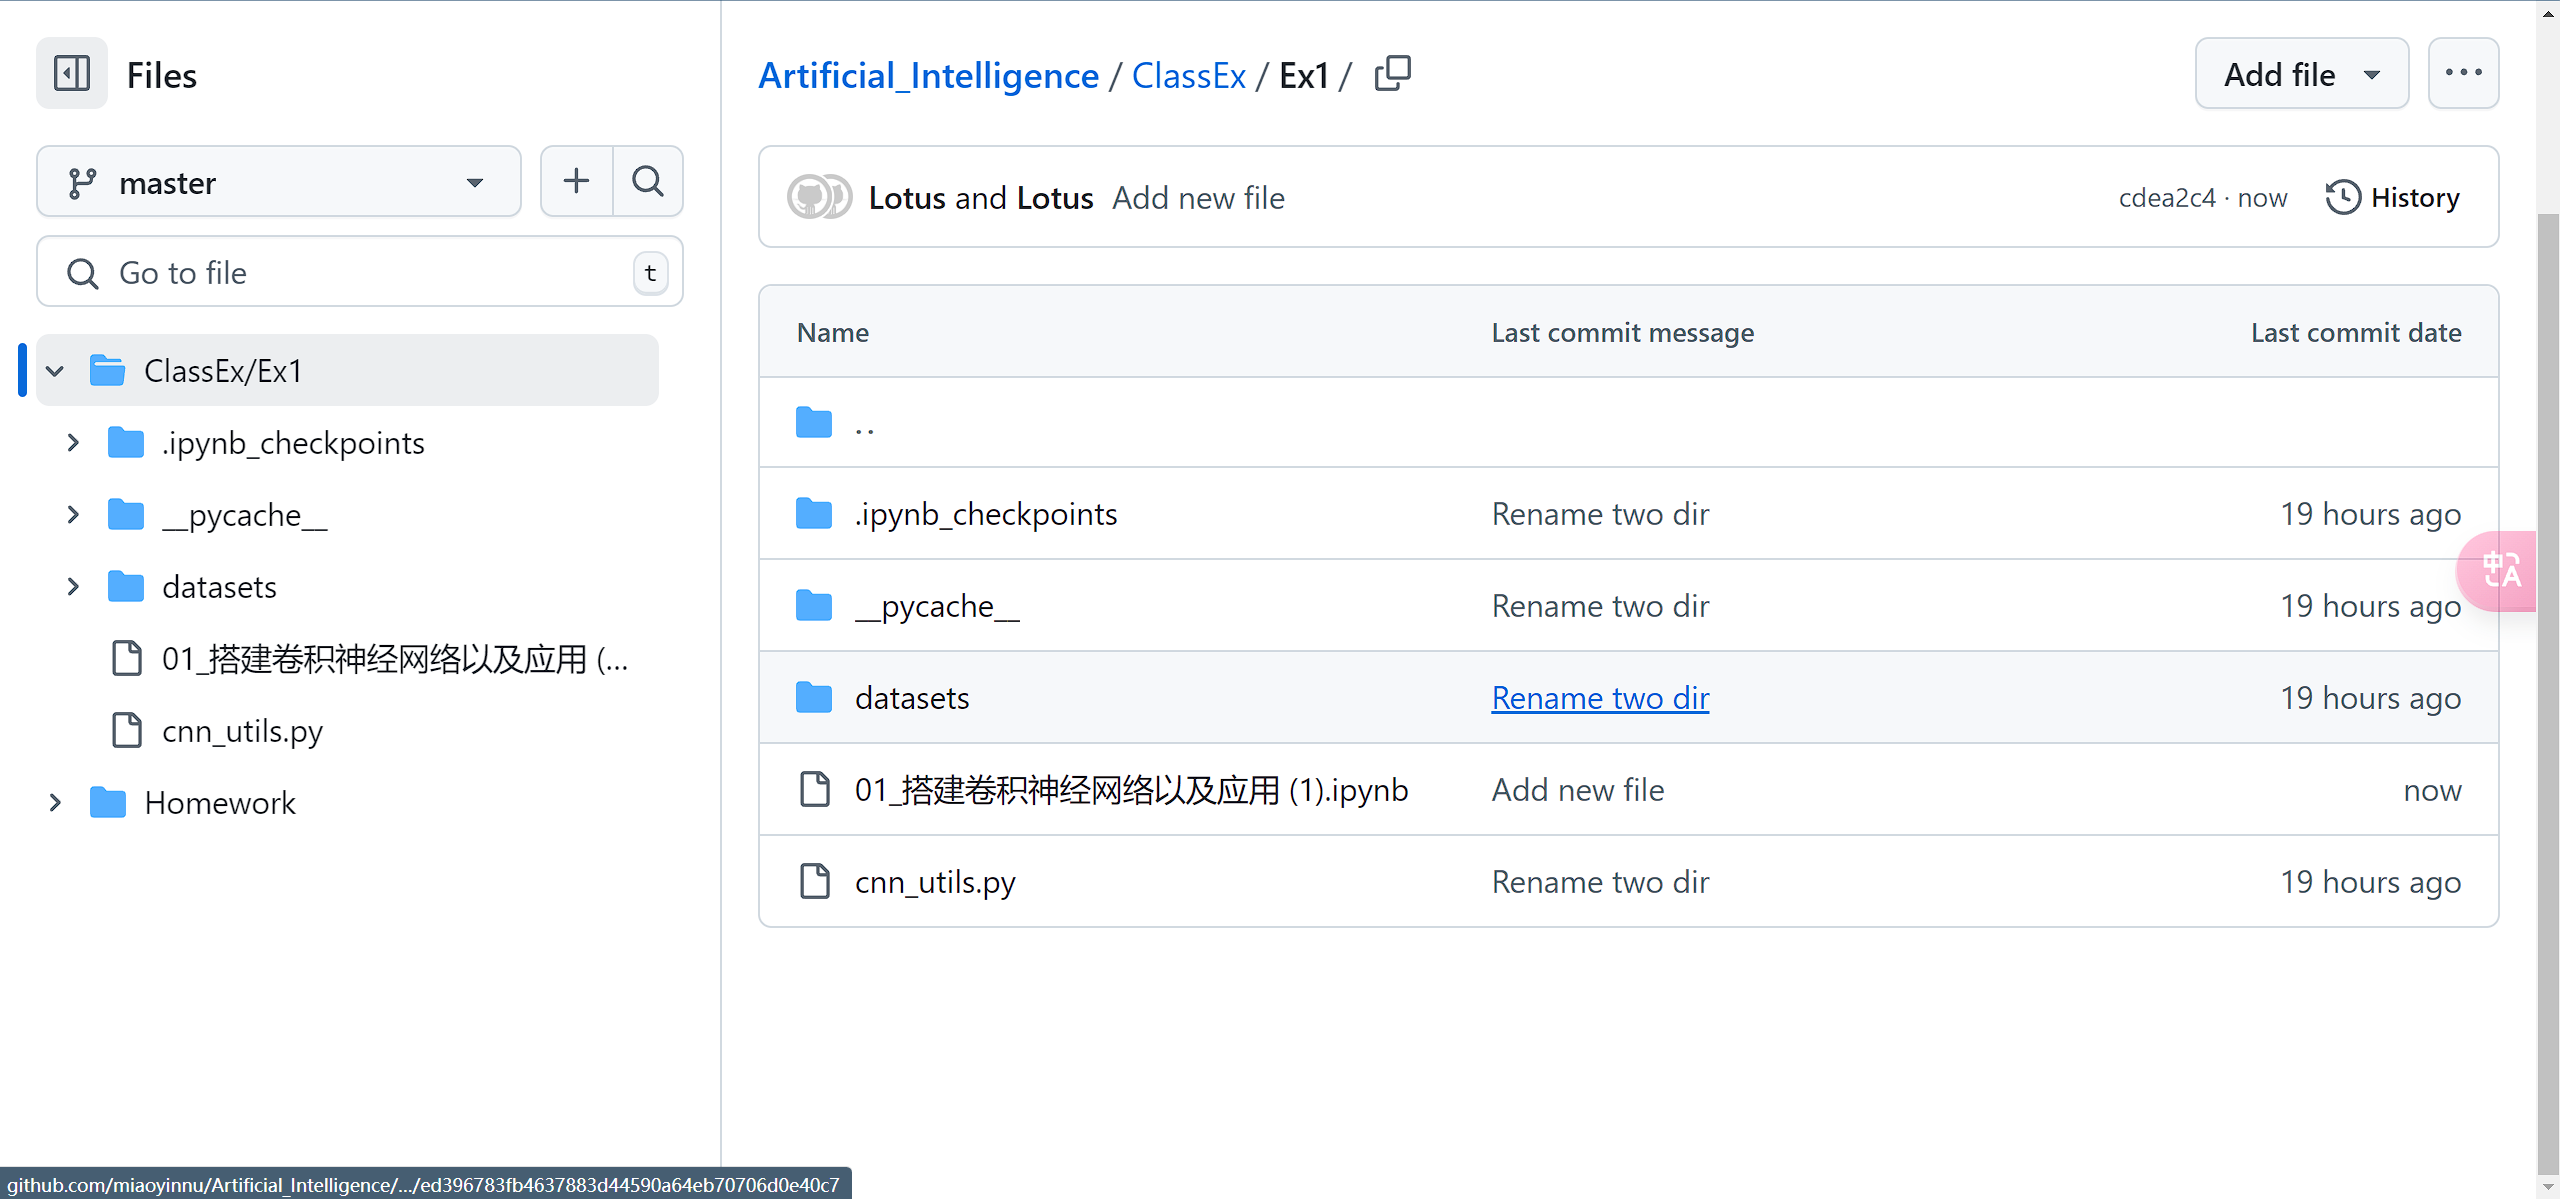 Files
master
Go to file
t
ClassEx/Ex1
.ipynb_checkpoints
__pycache__
datasets
01_搭建卷积神经网络以及应用 (...
cnn_utils.py
Homework
Artificial_Intelligence / ClassEx / Ex1 /
Add file
Lotus and Lotus Add new file
cdea2c4 · now
History
Name Last commit message Last commit date
..
.ipynb_checkpoints Rename two dir 19 hours ago
__pycache__ Rename two dir 19 hours ago
datasets Rename two dir 19 hours ago
01_搭建卷积神经网络以及应用 (1).ipynb Add new file now
cnn_utils.py Rename two dir 19 hours ago
中A
github.com/miaoyinnu/Artificial_Intelligence/.../ed396783fb4637883d44590a64eb70706d0e40c7